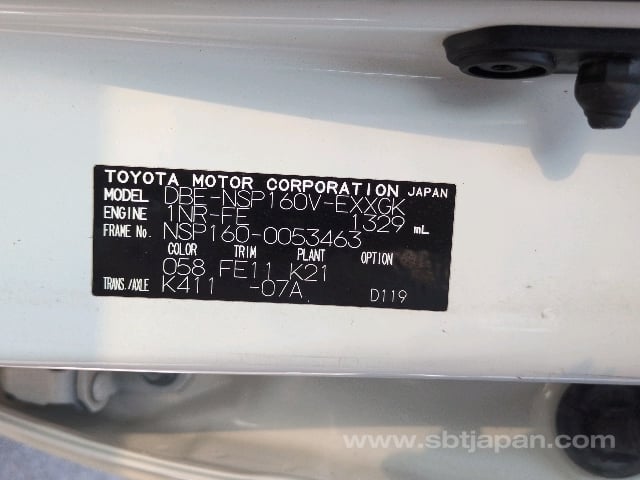 TOYOTA MOTOR CORPORATION JAPAN
MODEL DBE-NSP160V-EXXGK
ENGINE 1NR-FE 1329 mL
FRAME No. NSP160-0053463
COLOR TRIM PLANT OPTION
058 FE11 K21
TRANS./AXLE K411 -07A D119
www.sbtjapan.com